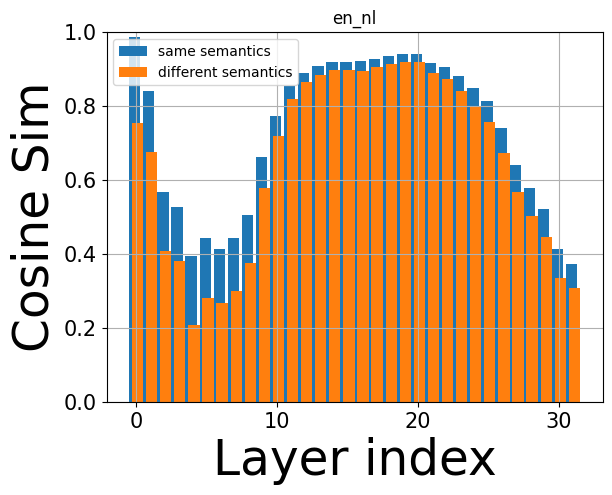 en_nl
same semantics
different semantics
Cosine Sim
1.0
0.8
0.6
0.4
0.2
0.0
0 10 20 30
Layer index